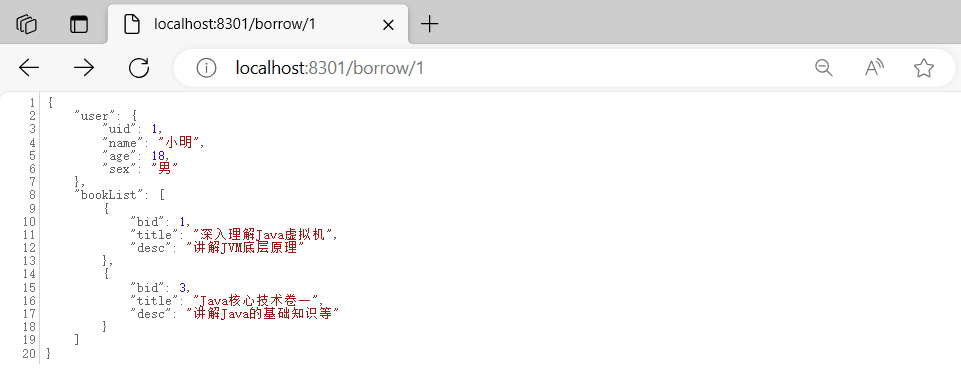 localhost:8301/borrow/1
localhost:8301/borrow/1
1 {
2     "user": {
3         "uid": 1,
4         "name": "小明",
5         "age": 18,
6         "sex": "男"
7     },
8     "bookList": [
9         {
10             "bid": 1,
11             "title": "深入理解Java虚拟机",
12             "desc": "讲解JVM底层原理"
13         },
14         {
15             "bid": 3,
16             "title": "Java核心技术卷一",
17             "desc": "讲解Java的基础知识等"
18         }
19     ]
20 }